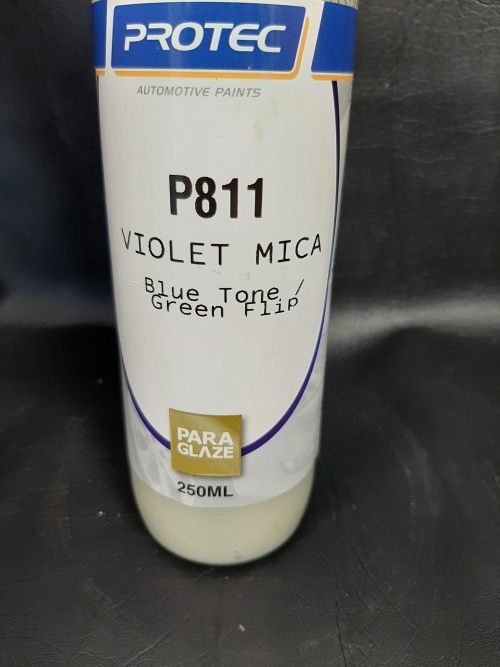 PROTEC
AUTOMOTIVE PAINTS
P811
VIOLET MICA
Blue Tone /
Green Flip
PARA
GLAZE
250ML